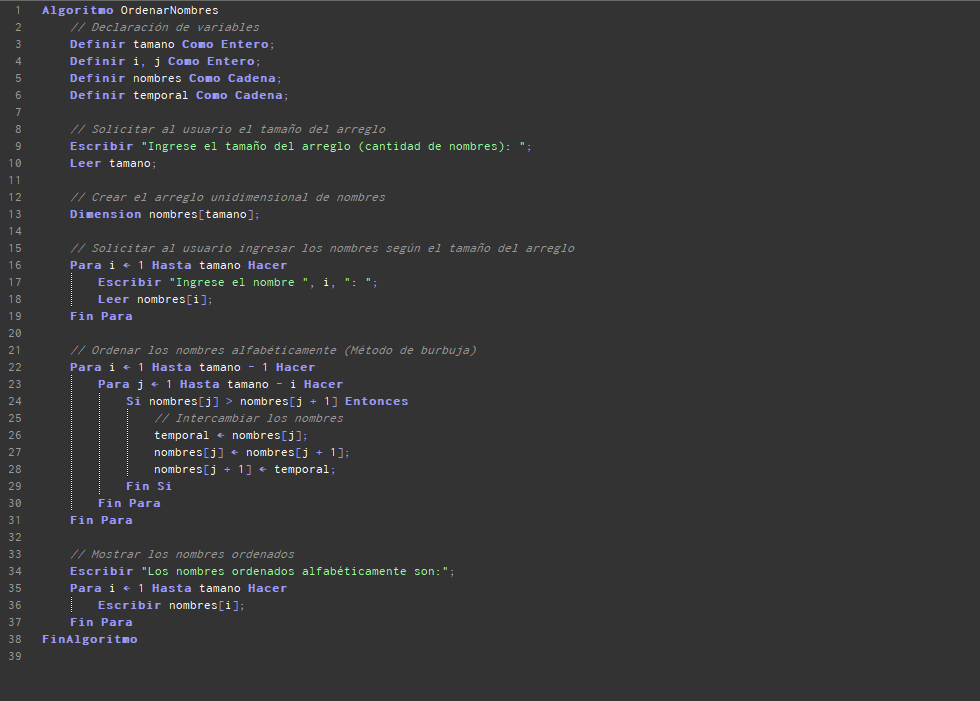 1 Algoritmo OrdenarNombres
2 // Declaración de variables
3 Definir tamano Como Entero;
4 Definir i, j Como Entero;
5 Definir nombres Como Cadena;
6 Definir temporal Como Cadena;
7
8 // Solicitar al usuario el tamaño del arreglo
9 Escribir "Ingrese el tamaño del arreglo (cantidad de nombres): ";
10 Leer tamano;
11
12 // Crear el arreglo unidimensional de nombres
13 Dimension nombres[tamano];
14
15 // Solicitar al usuario ingresar los nombres según el tamaño del arreglo
16 Para i ← 1 Hasta tamano Hacer
17 Escribir "Ingrese el nombre ", i, ": ";
18 Leer nombres[i];
19 Fin Para
20
21 // Ordenar los nombres alfabéticamente (Método de burbuja)
22 Para i ← 1 Hasta tamano - 1 Hacer
23 Para j ← 1 Hasta tamano - i Hacer
24 Si nombres[j] > nombres[j + 1] Entonces
25 // Intercambiar los nombres
26 temporal ← nombres[j];
27 nombres[j] ← nombres[j + 1];
28 nombres[j + 1] ← temporal;
29 Fin Si
30 Fin Para
31 Fin Para
32
33 // Mostrar los nombres ordenados
34 Escribir "Los nombres ordenados alfabéticamente son:";
35 Para i ← 1 Hasta tamano Hacer
36 Escribir nombres[i];
37 Fin Para
38 FinAlgoritmo
39